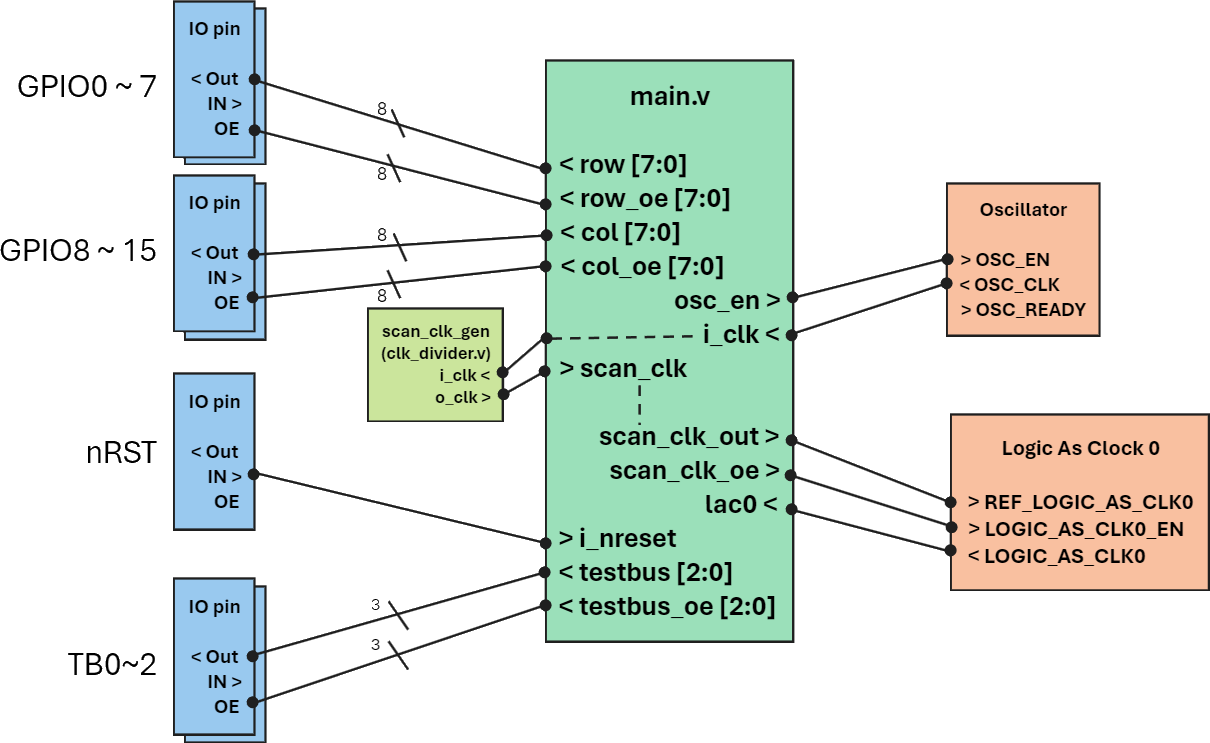 GPIO0 ~ 7
IO pin
< Out
IN >
OE
8
8
GPIO8 ~ 15
IO pin
< Out
IN >
OE
8
8
scan_clk_gen
(clk_divider.v)
i_clk <
o_clk >
nRST
IO pin
< Out
IN >
OE
TB0~2
IO pin
< Out
IN >
OE
3
3
main.v
< row [7:0]
< row_oe [7:0]
< col [7:0]
< col_oe [7:0]
osc_en >
i_clk <
> scan_clk
scan_clk_out >
scan_clk_oe >
lac0 <
> i_nreset
< testbus [2:0]
< testbus_oe [2:0]
Oscillator
> OSC_EN
< OSC_CLK
> OSC_READY
Logic As Clock 0
> REF_LOGIC_AS_CLK0
> LOGIC_AS_CLK0_EN
< LOGIC_AS_CLK0